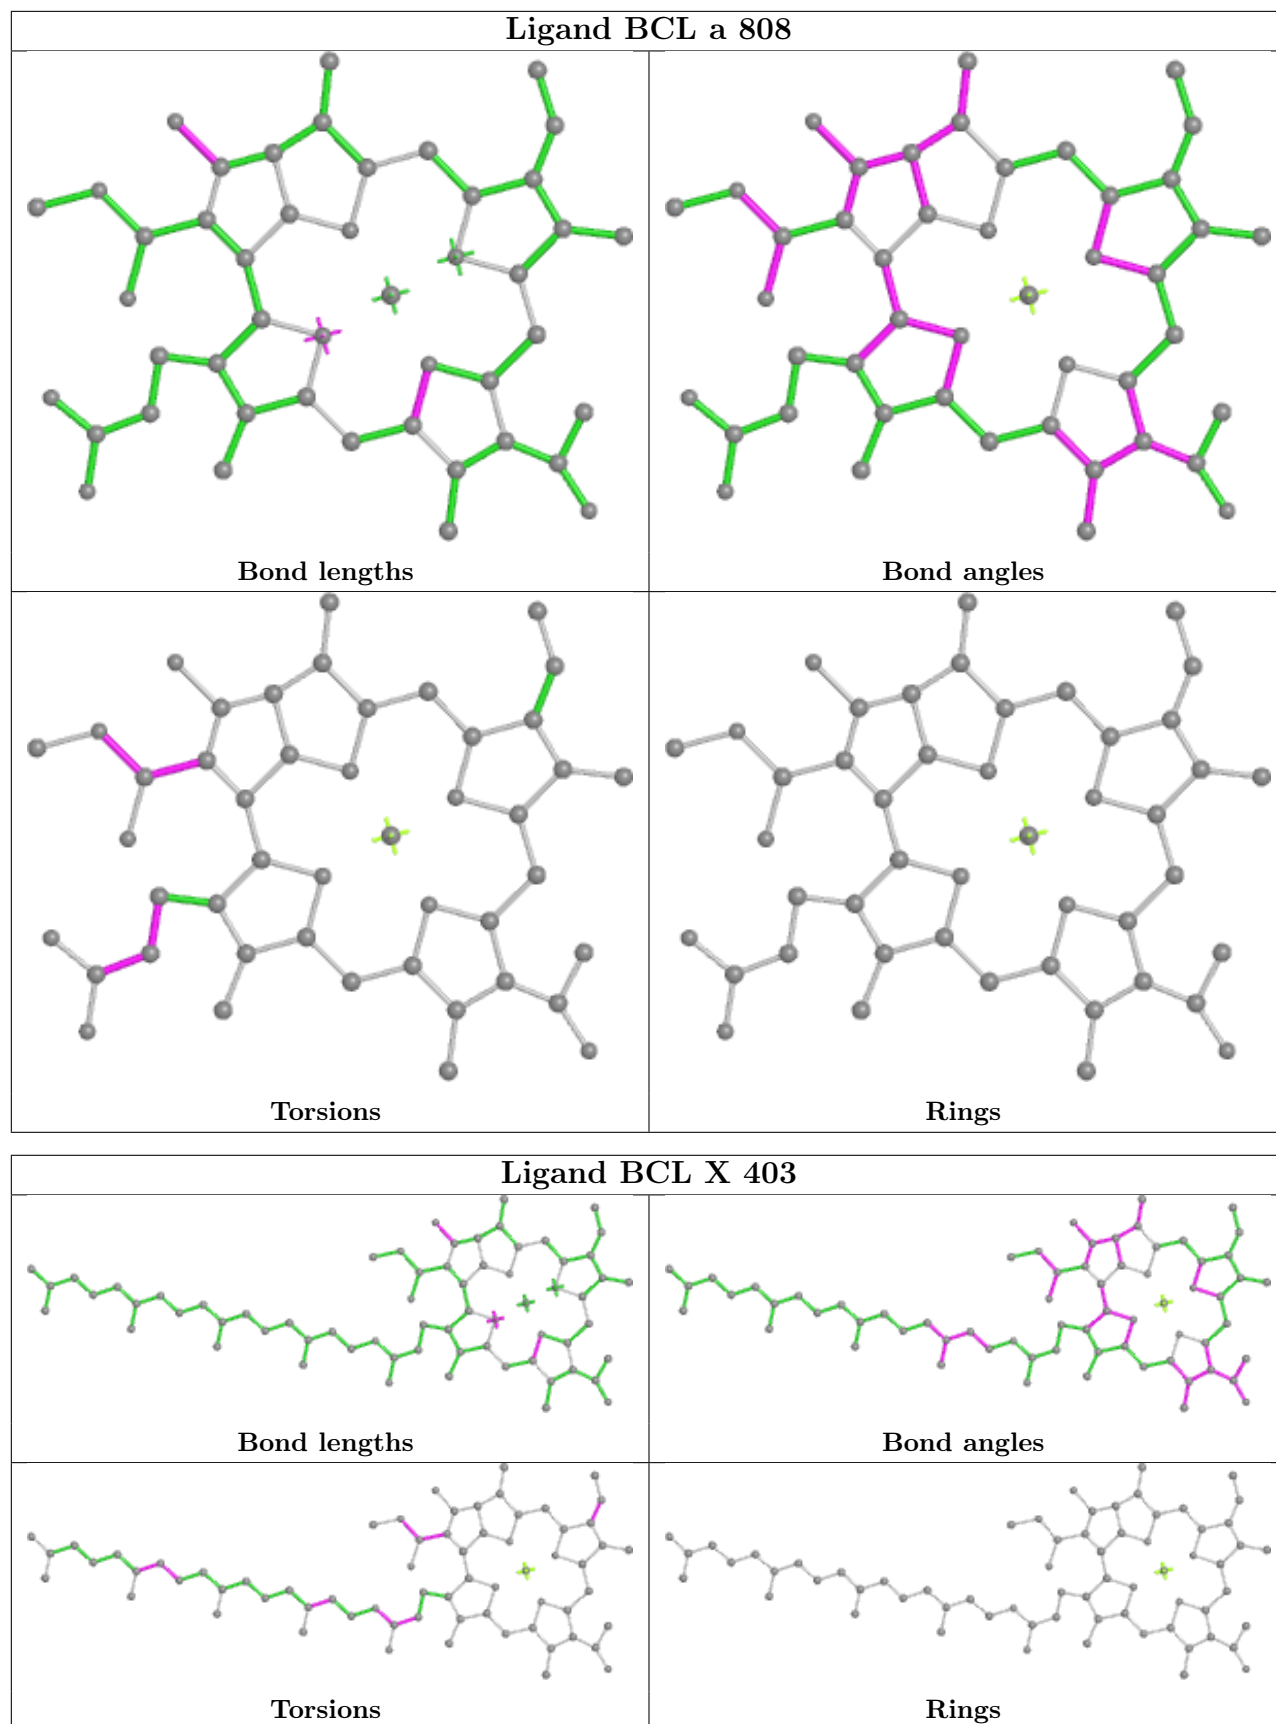 Ligand BCL a 808
Bond lengths
Bond angles
Torsions
Rings
Ligand BCL X 403
Bond lengths
Bond angles
Torsions
Rings